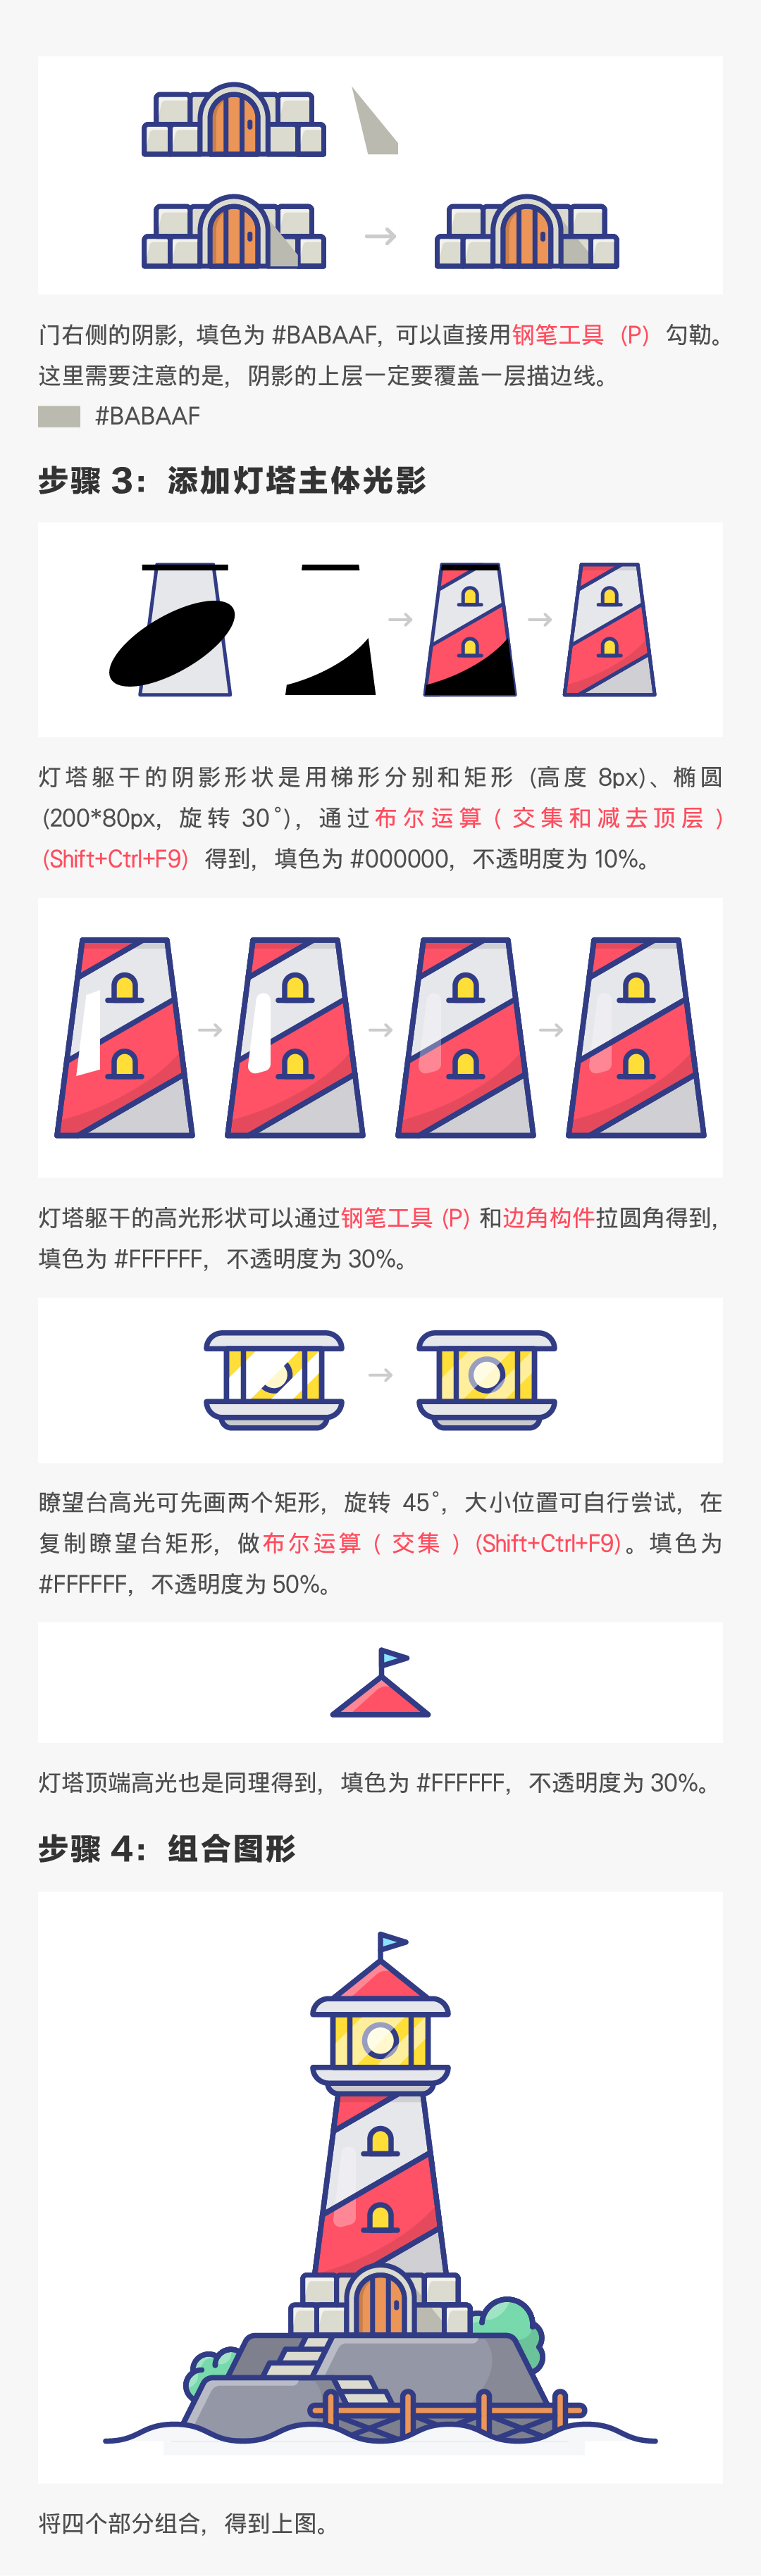 门右侧的阴影, 填色为 #BABAAF, 可以直接用钢笔工具 (P) 勾勒。
这里需要注意的是, 阴影的上层一定要覆盖一层描边线。
#BABAAF
步骤 3: 添加灯塔主体光影
灯塔躯干的阴影形状是用梯形分别和矩形 (高度 8px)、椭圆
(200*80px, 旋转 30°), 通过布尔运算 ( 交集和减去顶层 )
(Shift+Ctrl+F9) 得到, 填色为 #000000, 不透明度为 10%。
灯塔躯干的高光形状可以通过钢笔工具 (P) 和边角构件拉圆角得到,
填色为 #FFFFFF, 不透明度为 30%。
瞭望台高光可先画两个矩形, 旋转 45°, 大小位置可自行尝试, 在
复制瞭望台矩形, 做布尔运算 ( 交集 ) (Shift+Ctrl+F9)。填色为
#FFFFFF, 不透明度为 50%。
灯塔顶端高光也是同理得到, 填色为 #FFFFFF, 不透明度为 30%。
步骤 4: 组合图形
将四个部分组合, 得到上图。